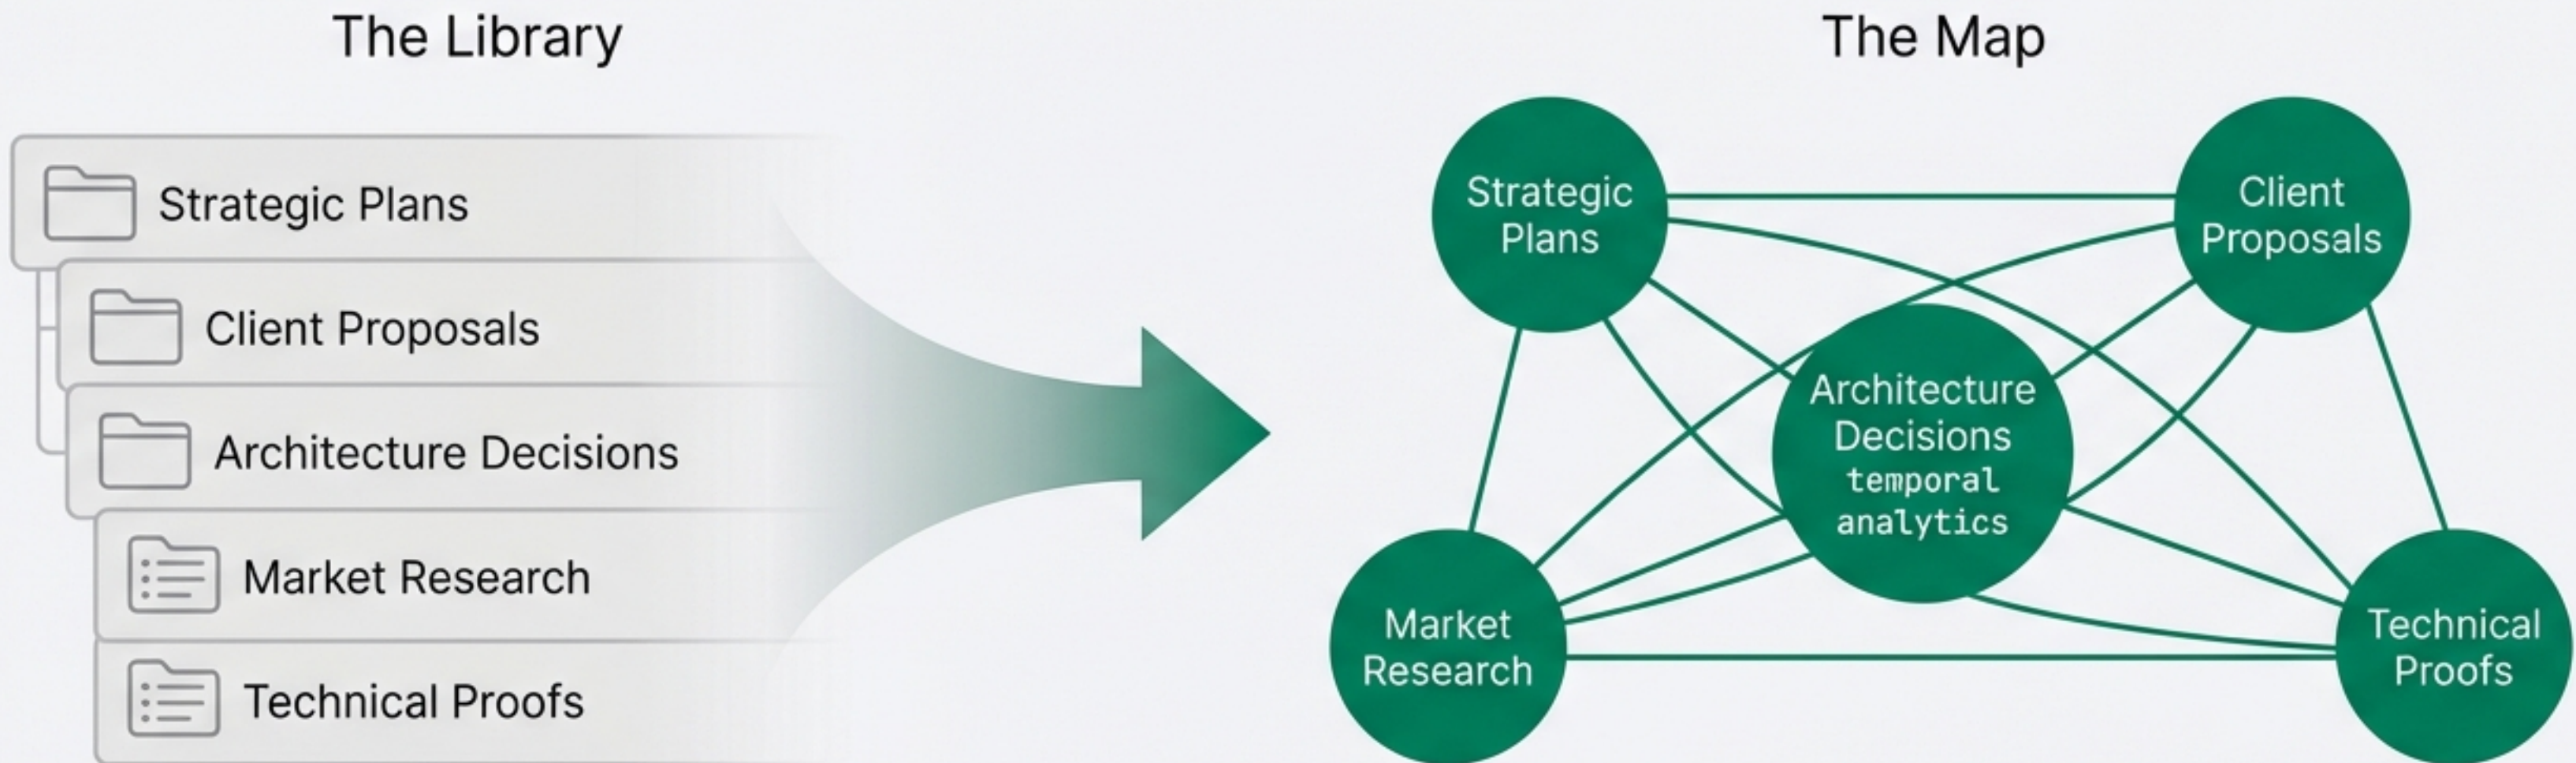 The Library
Strategic Plans
Client Proposals
Architecture Decisions
Market Research
Technical Proofs
The Map
Strategic
Plans
Client
Proposals
Architecture
Decisions
temporal
analytics
Market
Research
Technical
Proofs